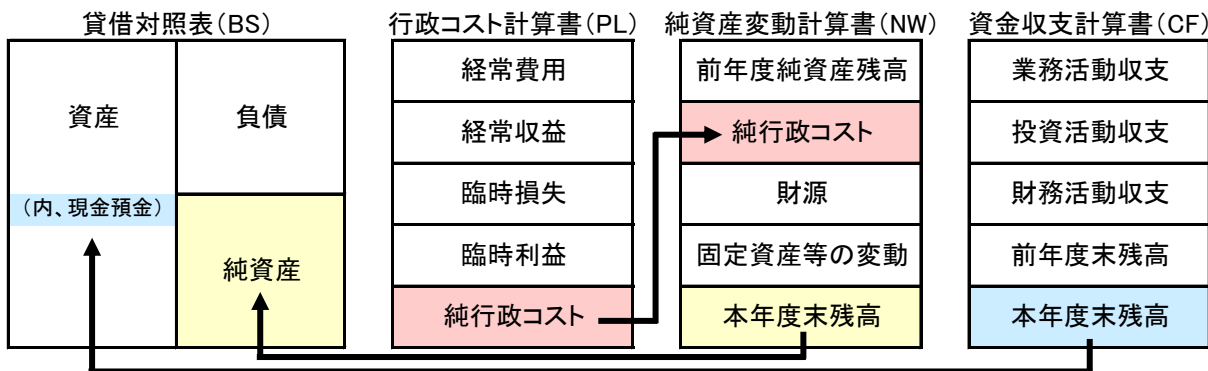 貸借対照表(BS)
資産
負債
(内、現金預金)
純資産
行政コスト計算書(PL)
経常費用
経常収益
臨時損失
臨時利益
純行政コスト
純資産変動計算書(NW)
前年度純資産残高
純行政コスト
財源
固定資産等の変動
本年度末残高
資金収支計算書(CF)
業務活動収支
投資活動収支
財務活動収支
前年度末残高
本年度末残高